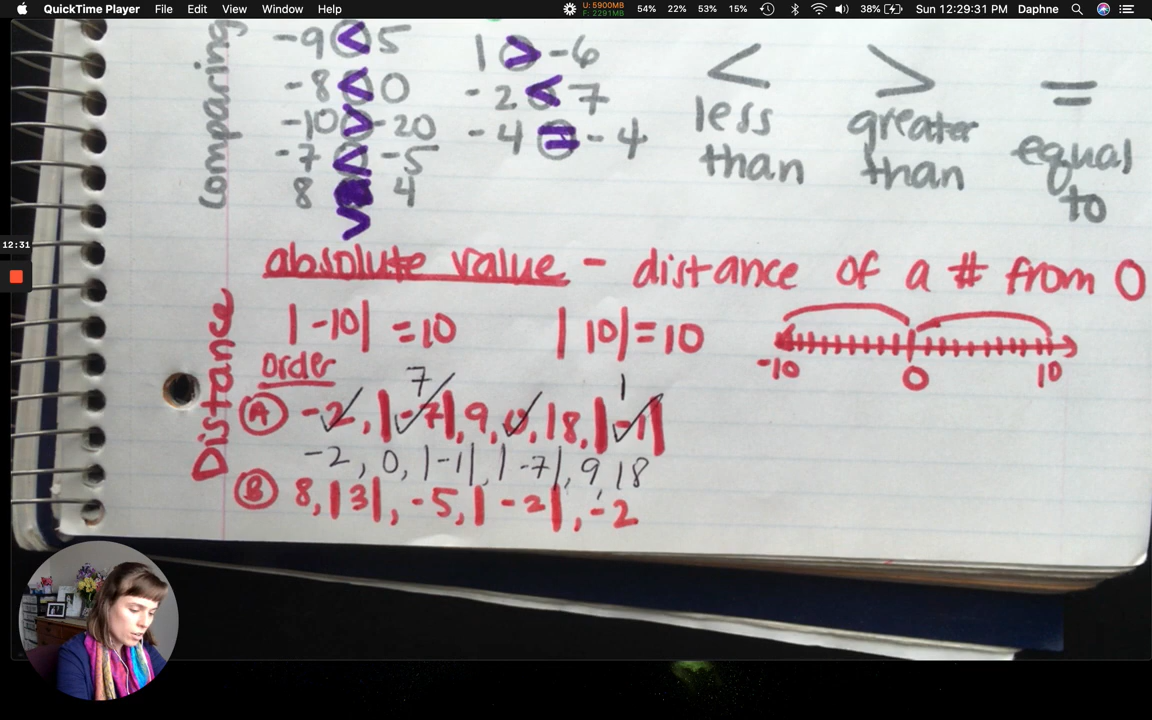 QuickTime Player File Edit View Window Help U: 5900MB F: 2291MB 54% 22% 53% 15% 38% Sun 12:29:31 PM Daphne
12:31
Comparing
-9 < 5 1 > -6
-8 < 0 -2 < 7
-10 > -20 -4 = -4
-7 < -5
8 > 4
< > =
less than greater than equal to
absolute value - distance of a # from 0
Distance
|-10| = 10 |10| = 10
-10 0 10
Order
7 1
A -2, |-7|, 9, 0, 18, |-1|
-2, 0, |-1|, |-7|, 9, 18
B 8, |3|, -5, |-2|, -2